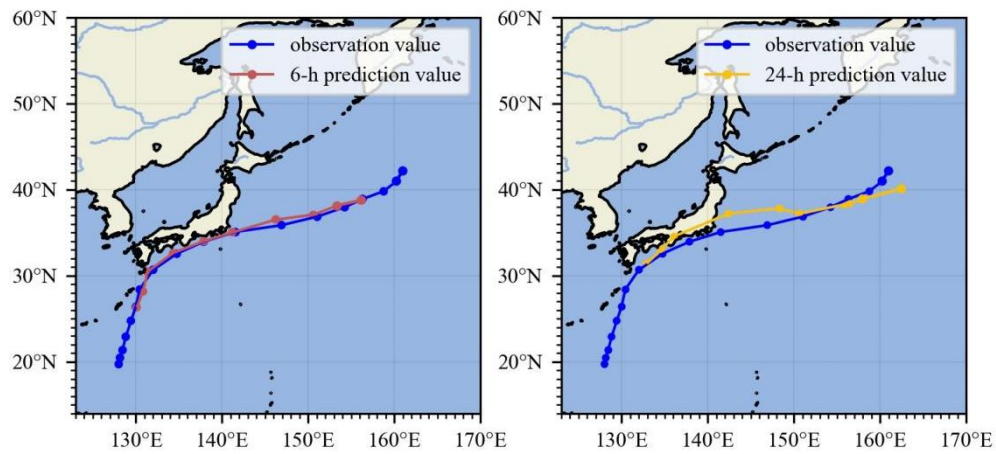 60°N
50°N
40°N
30°N
20°N
130°E 140°E 150°E 160°E 170°E
observation value
6-h prediction value
60°N
50°N
40°N
30°N
20°N
130°E 140°E 150°E 160°E 170°E
observation value
24-h prediction value